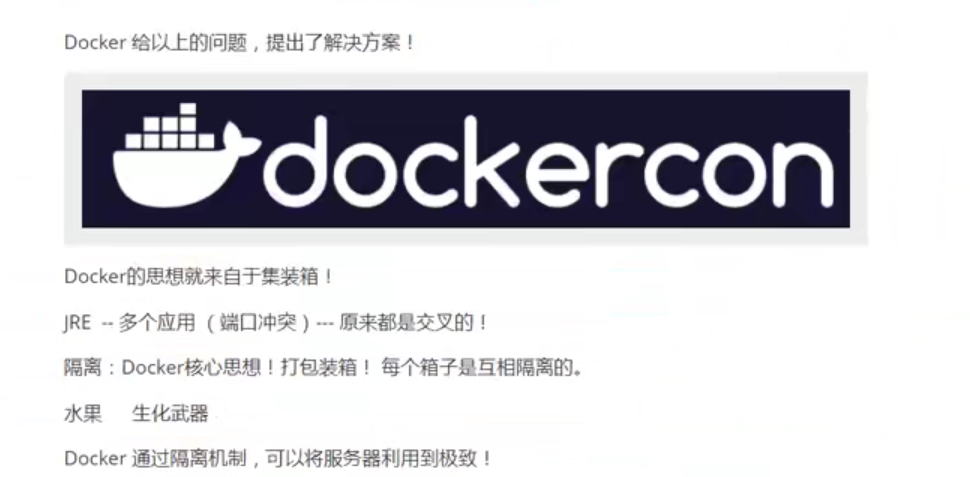 Docker 给以上的问题，提出了解决方案！
dockercon
Docker的思想就来自于集装箱！
JRE -- 多个应用（端口冲突）--- 原来都是交叉的！
隔离：Docker核心思想！打包装箱！ 每个箱子是互相隔离的。
水果 生化武器
Docker 通过隔离机制，可以将服务器利用到极致！